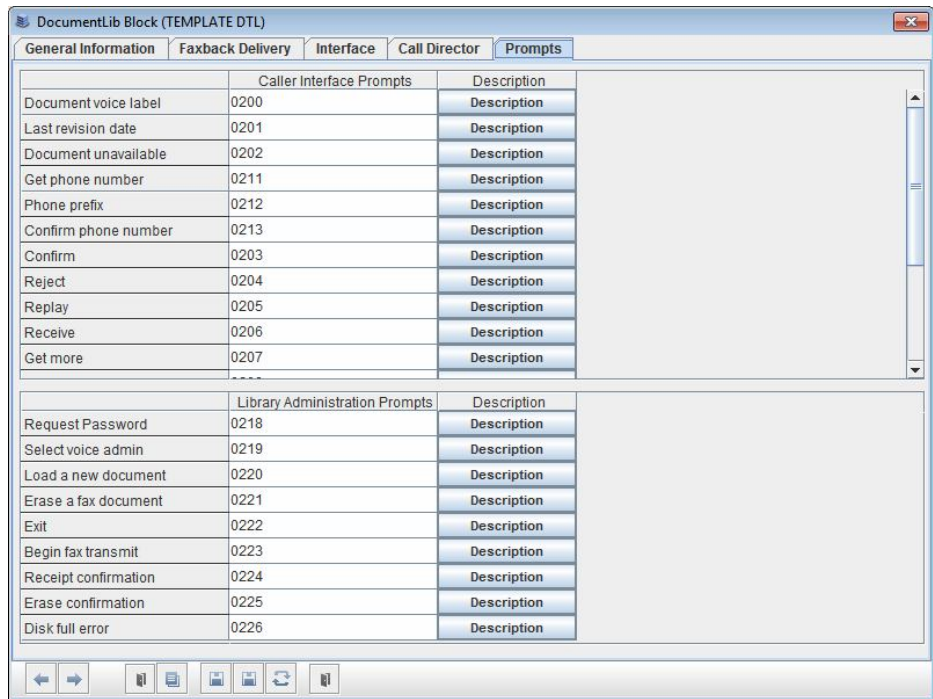 DocumentLib Block (TEMPLATE DTL)
General Information Faxback Delivery Interface Call Director Prompts
Caller Interface Prompts Description
Document voice label 0200 Description
Last revision date 0201 Description
Document unavailable 0202 Description
Get phone number 0211 Description
Phone prefix 0212 Description
Confirm phone number 0213 Description
Confirm 0203 Description
Reject 0204 Description
Replay 0205 Description
Receive 0206 Description
Get more 0207 Description
Library Administration Prompts Description
Request Password 0218 Description
Select voice admin 0219 Description
Load a new document 0220 Description
Erase a fax document 0221 Description
Exit 0222 Description
Begin fax transmit 0223 Description
Receipt confirmation 0224 Description
Erase confirmation 0225 Description
Disk full error 0226 Description